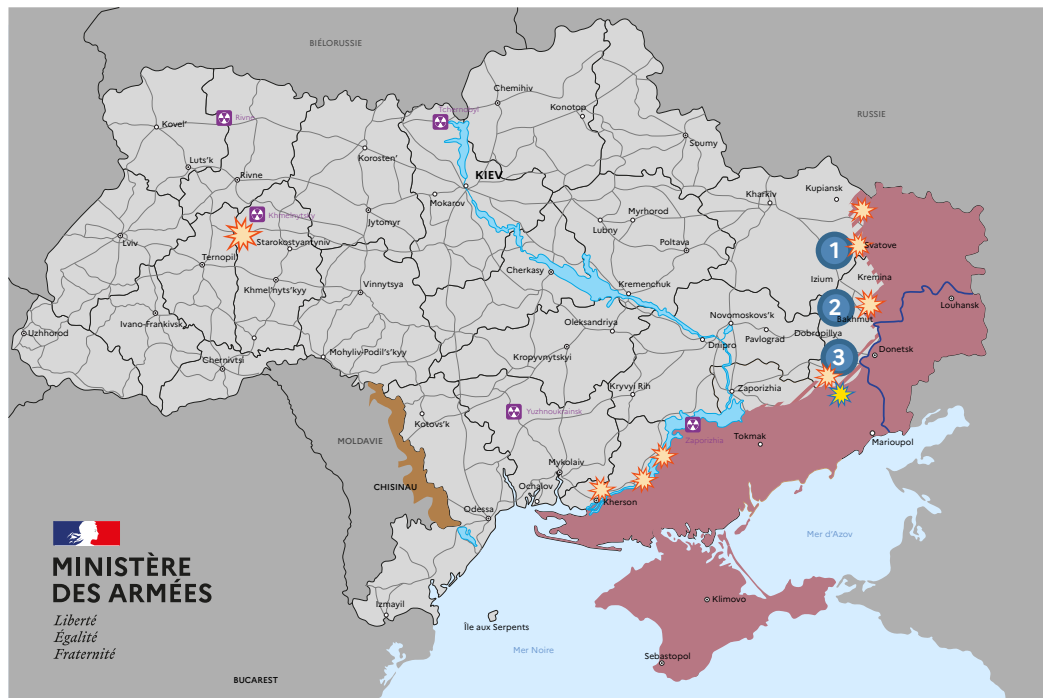 BIÉLORUSSIE
RUSSIE
Chernihiv
Konotop
Tchernobyl
Rivne
Kovel'
Soumy
Korosten'
Luts'k
Rivne
KIEV
Kupiansk
Kharkiv
Mokarov
Myrhorod
Lubny
Khmelnytsky
Jytomyr
Lviv
Starokostyantyniv
Poltava
1
Svatove
Ternopil
Cherkasy
Izium
Kremina
Khmel'nyts'kyy
Vinnytsya
Kremenchuk
Louhansk
2
Bakhmut
Novomoskovs'k
Ivano-Frankivsk
Oleksandriya
Uzhhorod
Pavlograd
Dobropillya
Dnipro
Mohyliv-Podil's'kyy
Kropyvnytskyi
Donetsk
3
Chernivtsi
Kryvyi Rih
Zaporizhia
Yuzhnoukrainsk
Kotovs'k
Tokmak
Zaporizhia
MOLDAVIE
Marioupol
Mykolaiv
CHISINAU
Ochakov
Kherson
Odessa
Mer d'Azov
MINISTÈRE
DES ARMÉES
Liberté
Égalité
Fraternité
Izmayil
Klimovo
Île aux Serpents
Mer Noire
Sebastopol
BUCAREST